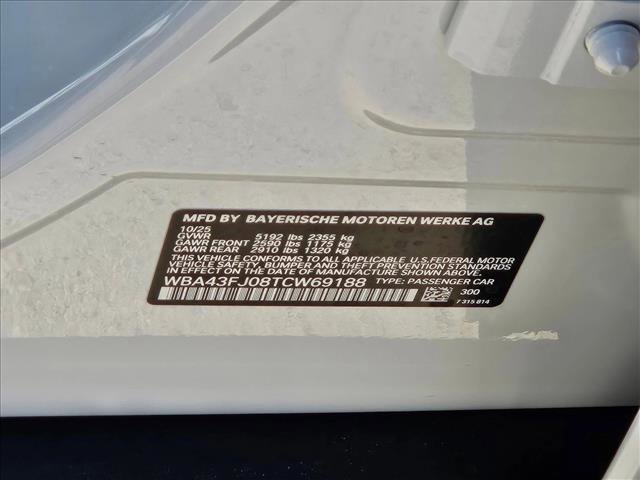 MFD BY BAYERISCHE MOTOREN WERKE AG
10/25
GVWR 5192 lbs 2355 kg
GAWR FRONT 2590 lbs 1175 kg
GAWR REAR 2910 lbs 1320 kg
THIS VEHICLE CONFORMS TO ALL APPLICABLE U.S.FEDERAL MOTOR
VEHICLE SAFETY, BUMPER, AND THEFT PREVENTION STANDARDS
IN EFFECT ON THE DATE OF MANUFACTURE SHOWN ABOVE.
WBA43FJ08TCW69188 TYPE: PASSENGER CAR
300
7 315 814